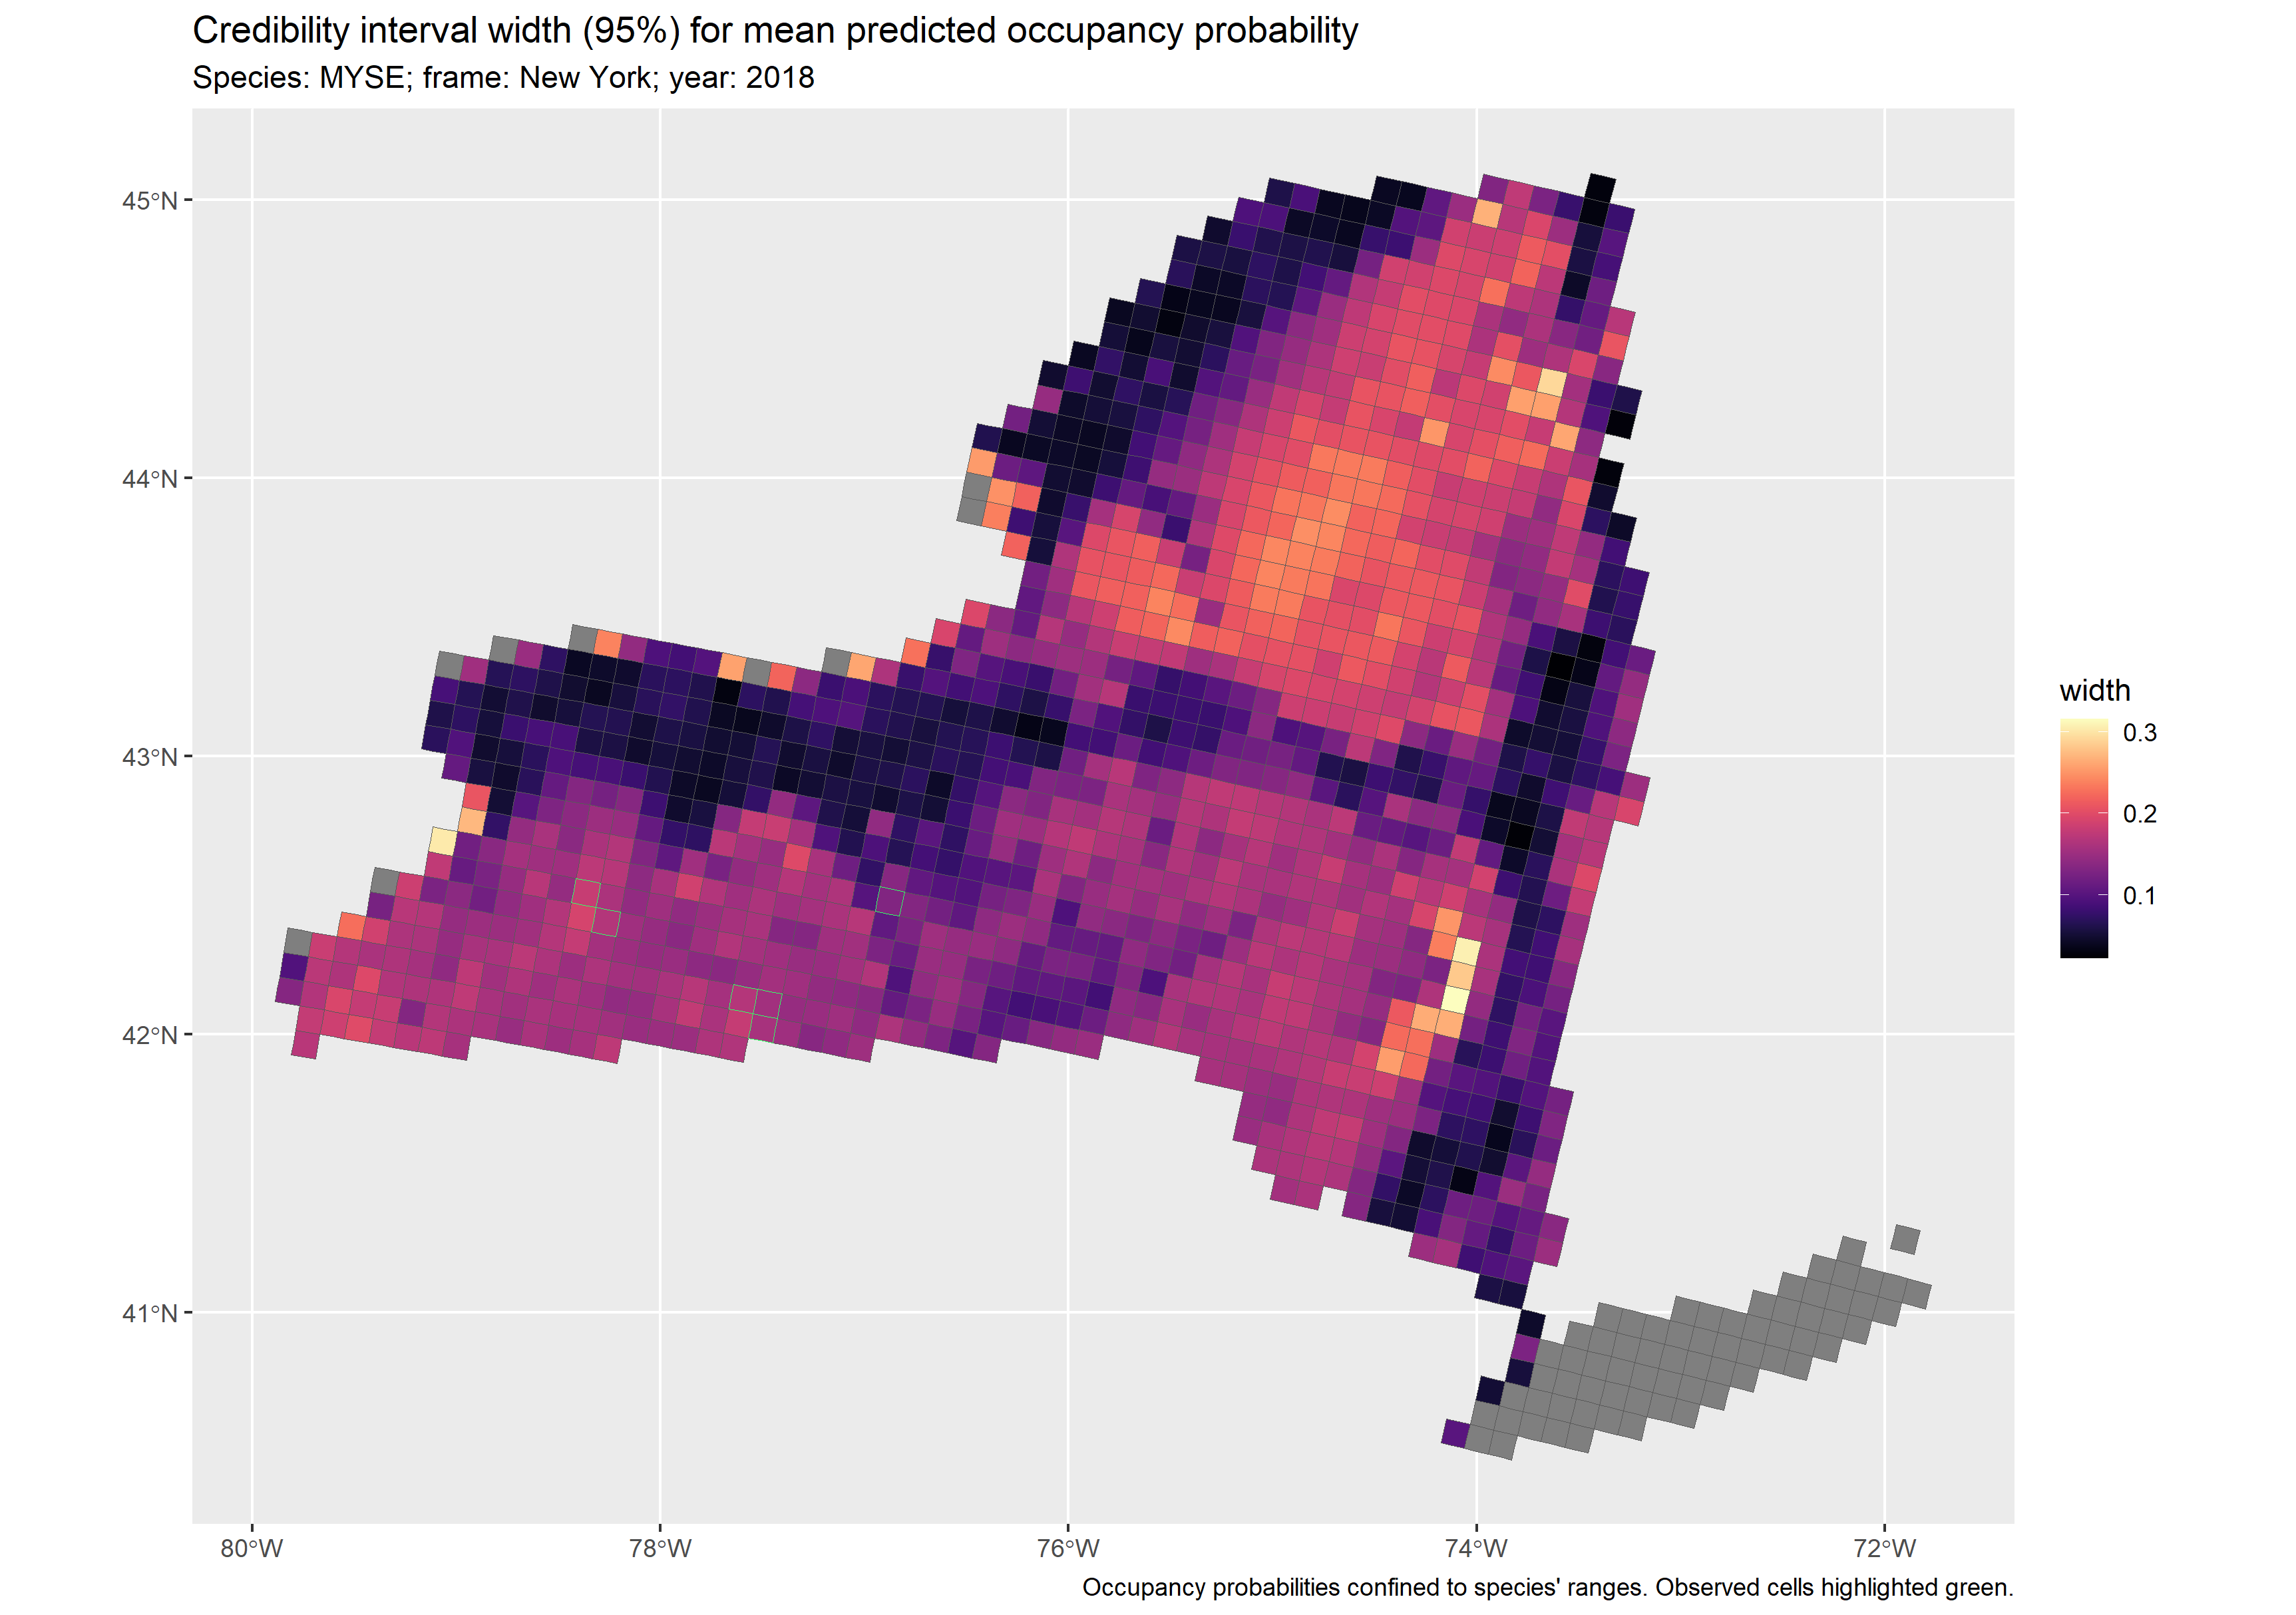 Credibility interval width (95%) for mean predicted occupancy probability
Species: MYSE; frame: New York; year: 2018
45°N
44°N
43°N
42°N
41°N
80°W
78°W
76°W
74°W
72°W
width
0.3
0.2
0.1
Occupancy probabilities confined to species' ranges. Observed cells highlighted green.